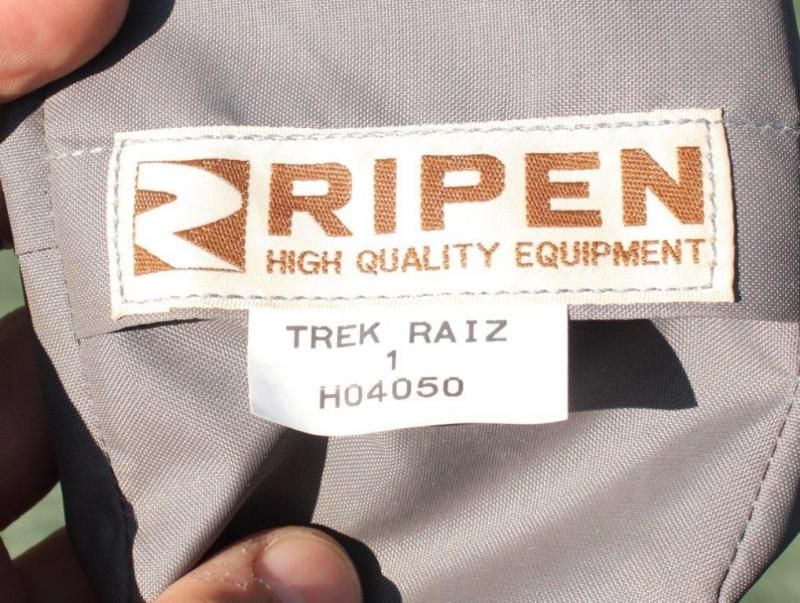 RIPEN
HIGH QUALITY EQUIPMENT
TREK RAIZ
1
H04050